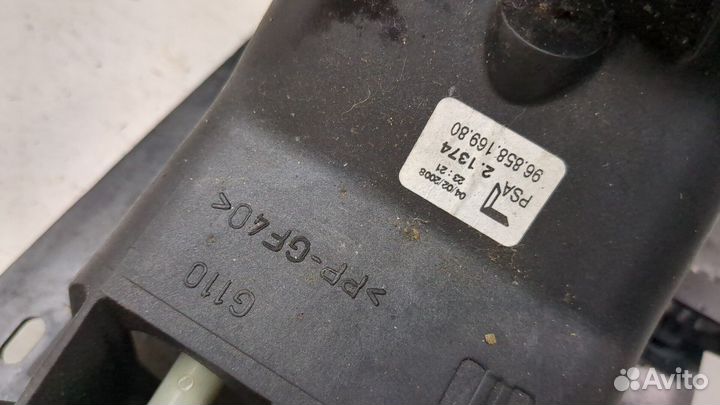 96.858.169.80
PSA 2.1374
23:21
04/02/2008
>PP-GF40<
G110
Avito